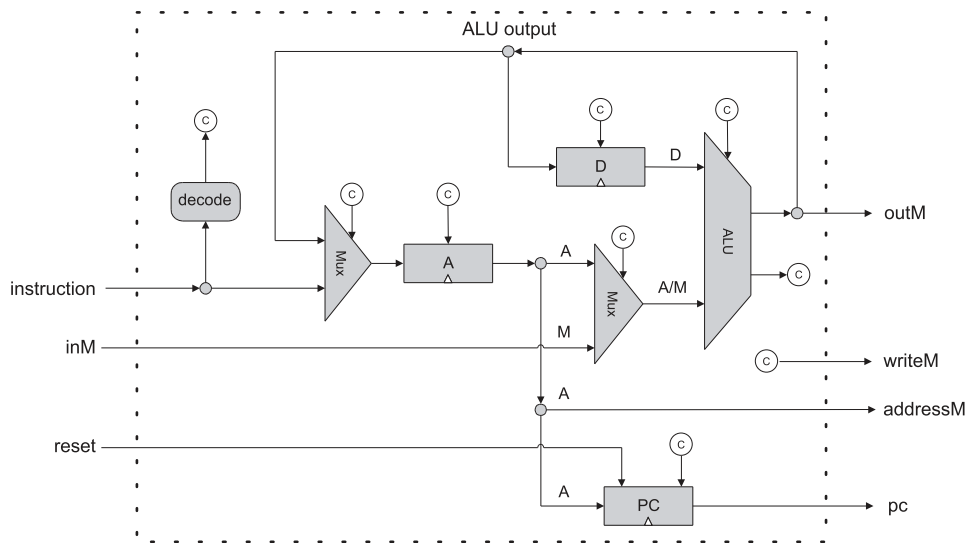 ALU output
C
C
C
D
D
decode
C
C
C
outM
ALU
Mux
A
A
Mux
A/M
C
instruction
M
inM
C
writeM
A
addressM
reset
C
A
PC
pc